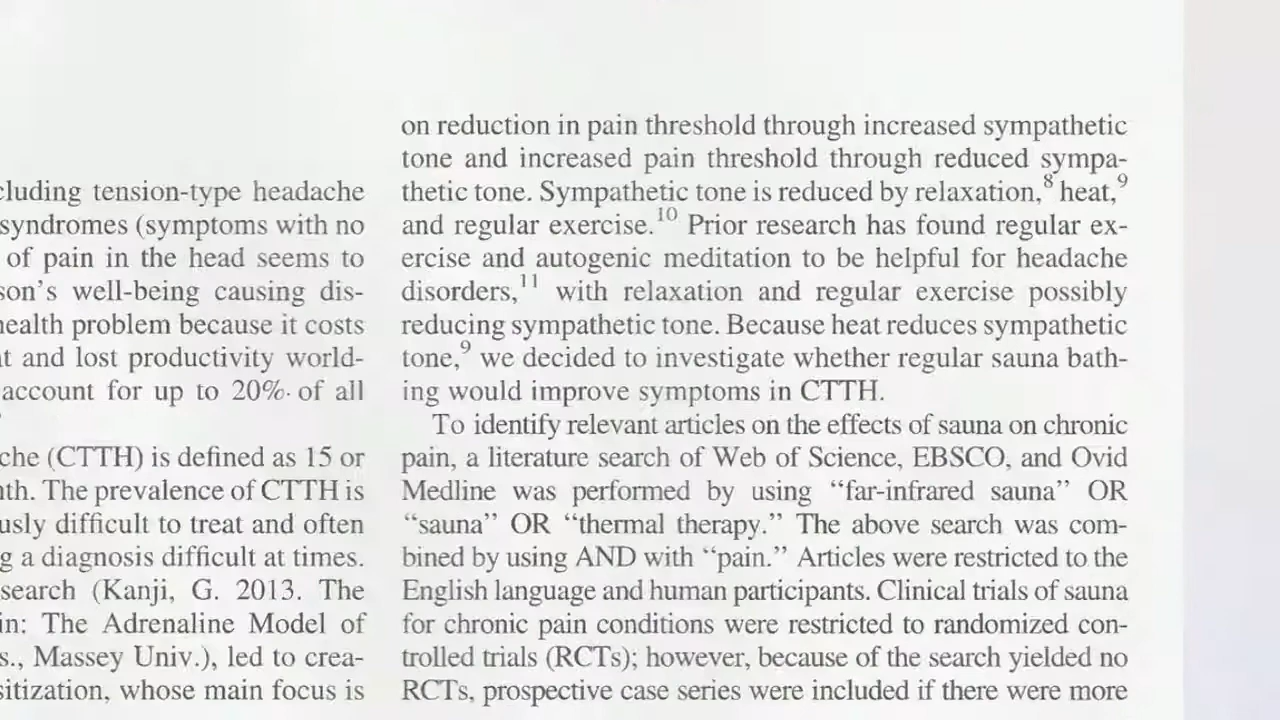 cluding tension-type headache
syndromes (symptoms with no
of pain in the head seems to
son's well-being causing dis-
health problem because it costs
and lost productivity world-
account for up to 20% of all
(CTTH) is defined as 15 or
The prevalence of CTTH is
difficult to treat and often
a diagnosis difficult at times.
search (Kanji, G. 2013. The
The Adrenaline Model of
Massey Univ.), led to crea-
sitization, whose main focus is
on reduction in pain threshold through increased sympathetic
tone and increased pain threshold through reduced sympa-
thetic tone. Sympathetic tone is reduced by relaxation,8 heat,9
and regular exercise.10 Prior research has found regular ex-
ercise and autogenic meditation to be helpful for headache
disorders,11 with relaxation and regular exercise possibly
reducing sympathetic tone. Because heat reduces sympathetic
tone,9 we decided to investigate whether regular sauna bath-
ing would improve symptoms in CTTH.
To identify relevant articles on the effects of sauna on chronic
pain, a literature search of Web of Science, EBSCO, and Ovid
Medline was performed by using “far-infrared sauna” OR
“sauna” OR “thermal therapy.” The above search was com-
bined by using AND with “pain.” Articles were restricted to the
English language and human participants. Clinical trials of sauna
for chronic pain conditions were restricted to randomized con-
trolled trials (RCTs); however, because of the search yielded no
RCTs, prospective case series were included if there were more